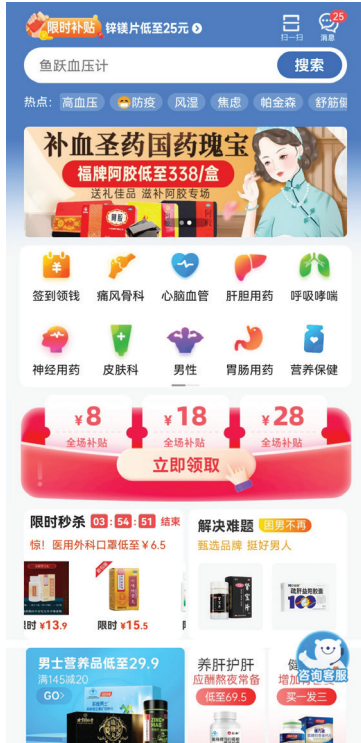 限时补贴 锌镁片低至25元
扫一扫
25
消息
鱼跃血压计
搜索
热点：
高血压
防疫
风湿
焦虑
帕金森
舒筋
补血圣药国药瑰宝
福牌阿胶低至338/盒
送礼佳品 滋补阿胶专场
签到领钱
痛风骨科
心脑血管
肝胆用药
呼吸哮喘
神经用药
皮肤科
男性
胃肠用药
营养保健
¥8
¥18
¥28
全场补贴
全场补贴
全场补贴
立即领取
限时秒杀 03:54:51 结束
惊！医用外科口罩低至¥6.5
时 ¥13.9
限时 ¥15.5
解决难题 困男不再
甄选品牌 挺好男人
男士营养品低至29.9
满145减20
GO>
养肝护肝
应酬熬夜常备
低至69.5
增
买一发三
咨询客服